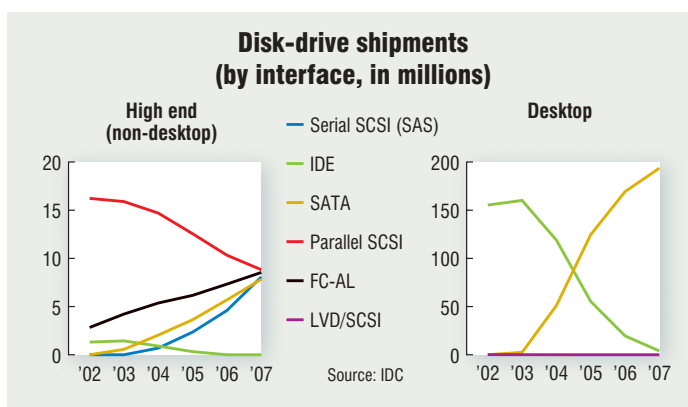 Disk-drive shipments
(by interface, in millions)
High end
(non-desktop)
20
15
10
5
0
'02 '03 '04 '05 '06 '07
Serial SCSI (SAS)
IDE
SATA
Parallel SCSI
FC-AL
LVD/SCSI
Source: IDC
Desktop
200
150
100
50
0
'02 '03 '04 '05 '06 '07